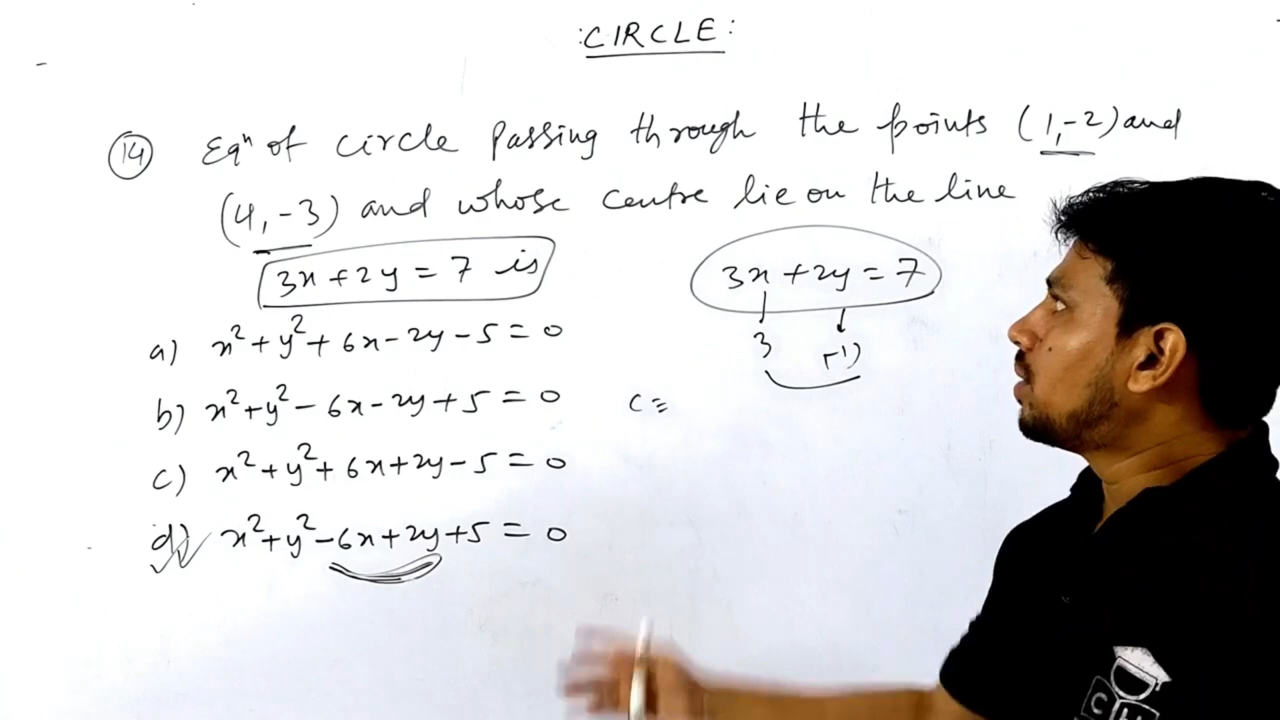 :CIRCLE:
(14) Eqⁿ of circle Passing through the points (1,-2) and
(4,-3) and whose centre lie on the line
3x+2y=7 is
a) x²+y²+6x-2y-5=0
b) x²+y²-6x-2y+5=0
c) x²+y²+6x+2y-5=0
d) x²+y²-6x+2y+5=0
3x+2y=7
3 (-1)
C≡